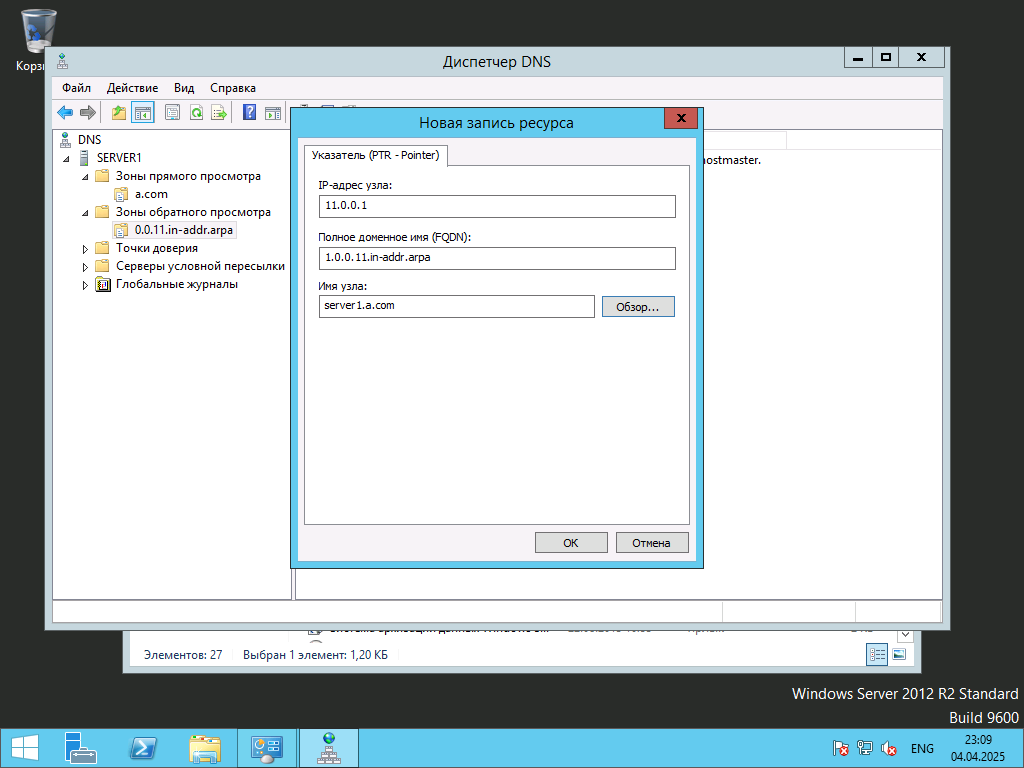 Диспетчер DNS
Файл Действие Вид Справка
DNS
SERVER1
Зоны прямого просмотра
a.com
Зоны обратного просмотра
0.0.11.in-addr.arpa
Точки доверия
Серверы условной пересылки
Глобальные журналы
Новая запись ресурса
Указатель (PTR - Pointer)
IP-адрес узла:
11.0.0.1
Полное доменное имя (FQDN):
1.0.0.11.in-addr.arpa
Имя узла:
server1.a.com
Обзор...
OK
Отмена
ostmaster.
Элементов: 27 Выбран 1 элемент: 1,20 КБ
Windows Server 2012 R2 Standard
Build 9600
ENG
23:09
04.04.2025